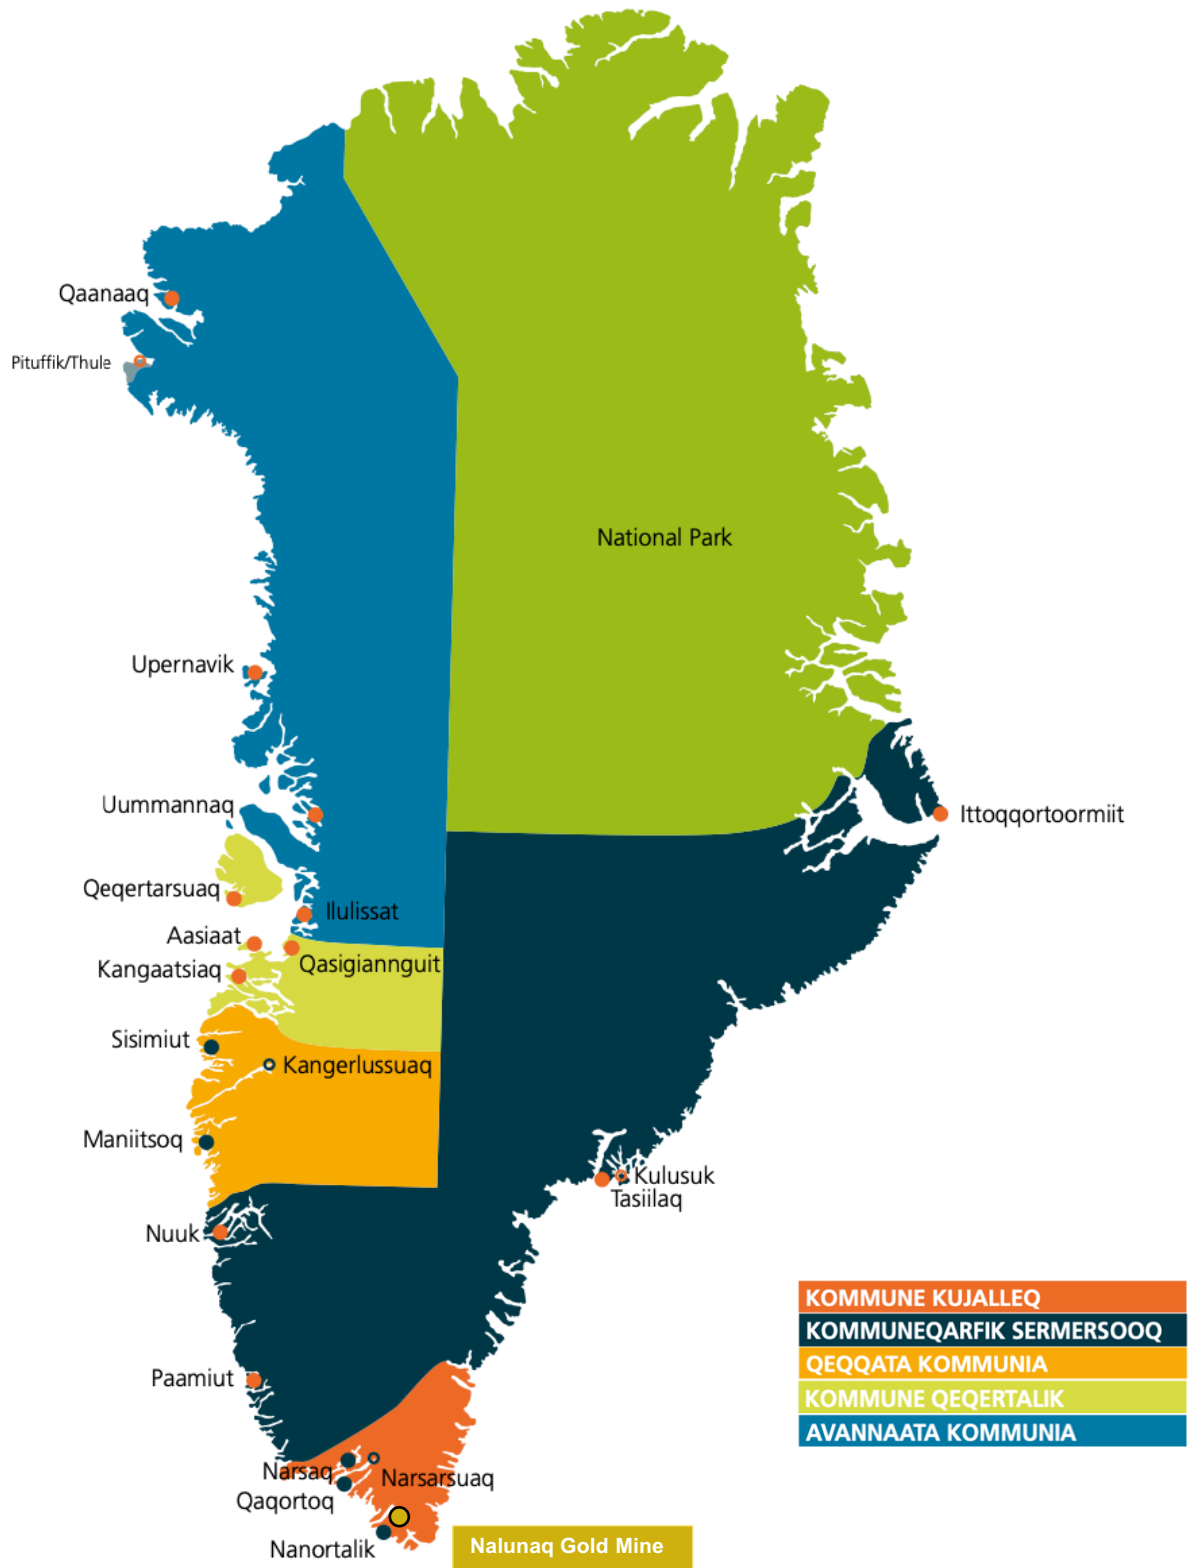 Qaanaaq
Pituffik/Thule
National Park
Upernavik
Uummannaq
Ittoqqortoormiit
Qeqertarsuaq
Ilulissat
Aasiaat
Qasigiannguit
Kangaatsiaq
Sisimiut
Kangerlussuaq
Maniitsoq
Kulusuk
Tasiilaq
Nuuk
KOMMUNE KUJALLEQ
KOMMUNEQARFIK SERMERSOOQ
QEQQATA KOMMUNIA
KOMMUNE QEQERTALIK
AVANNAATA KOMMUNIA
Paamiut
Narsaq
Narsarsuaq
Qaqortoq
Nanortalik
Nalunaq Gold Mine